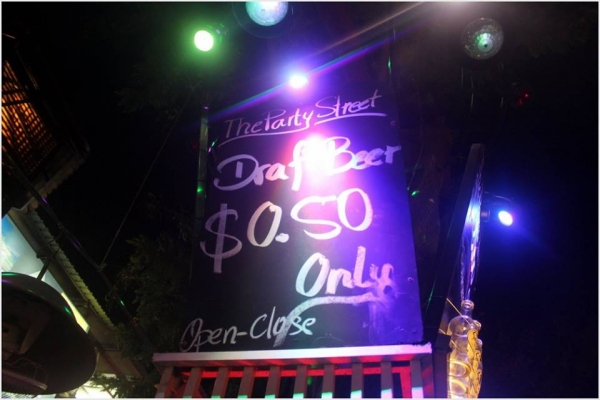 The Party Street
Draft Beer
$0.50
Only
Open-Close